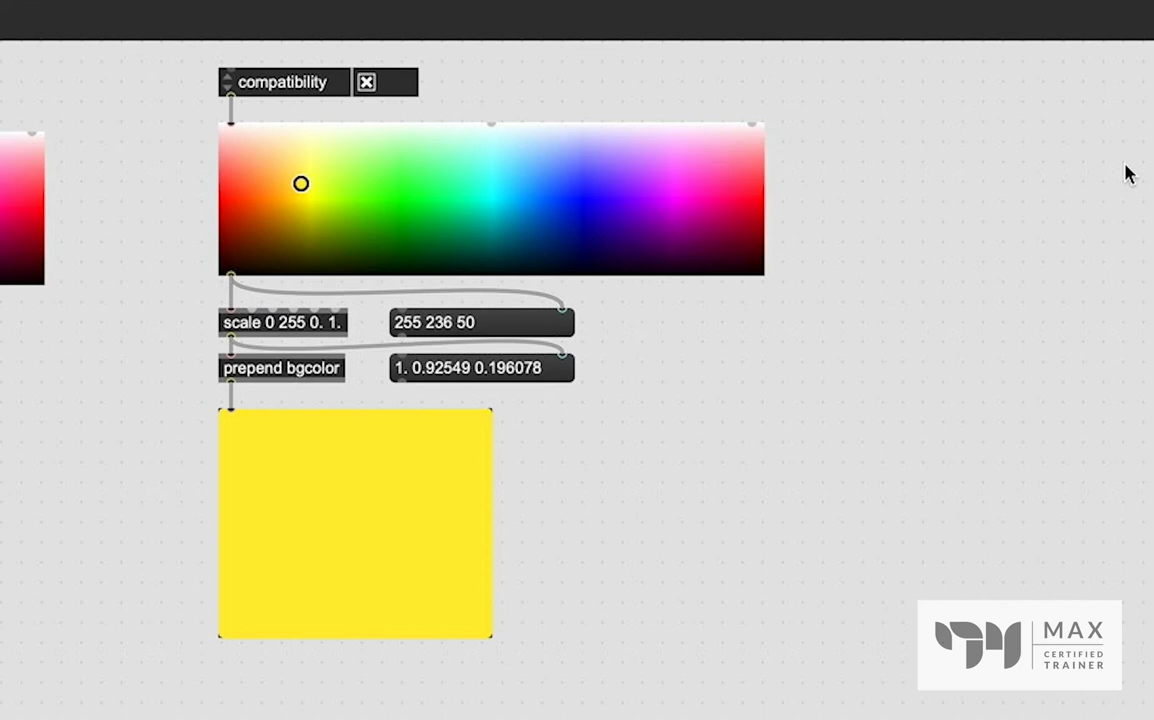 compatibility
scale 0 255 0. 1.
255 236 50
prepend bgcolor
1. 0.92549 0.196078
MAX
CERTIFIED
TRAINER